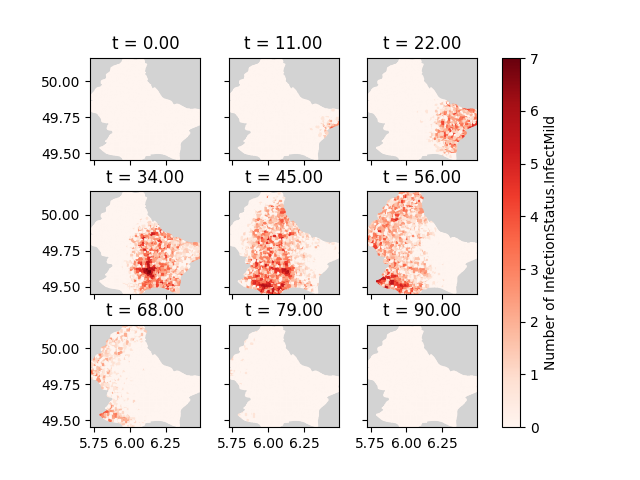 t = 0.00
t = 11.00
t = 22.00
50.00
49.75
49.50
t = 34.00
t = 45.00
t = 56.00
50.00
49.75
49.50
t = 68.00
t = 79.00
t = 90.00
50.00
49.75
49.50
5.75 6.00 6.25
5.75 6.00 6.25
5.75 6.00 6.25
7
6
5
4
3
2
1
0
Number of InfectionStatus.InfectMild